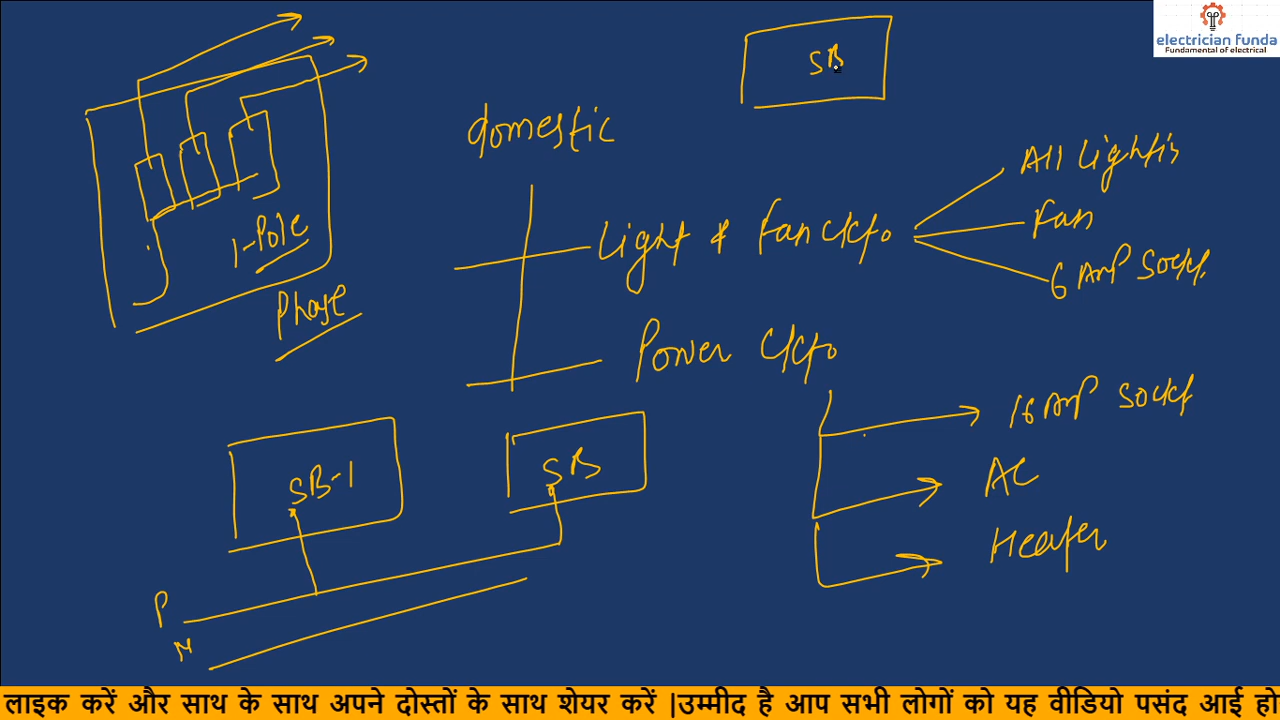 electrician funda
Fundamental of electrical
SB
domestic
1-Pole
Phase
Light & Fan Ckt
All Lights
Fan
6 Amp Sockt
Power Ckt
16 Amp Sockt
AC
Heater
SB-1
SB
P
N
लाइक करें और साथ के साथ अपने दोस्तों के साथ शेयर करें |उम्मीद है आप सभी लोगों को यह वीडियो पसंद आई हो